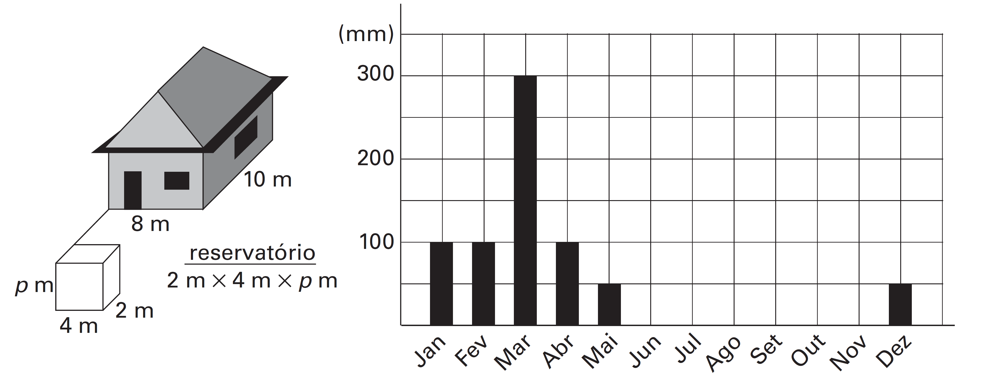 10 m
8 m
reservatório
2 m × 4 m × p m
p m
2 m
4 m
(mm)
300
200
100
Jan Fev Mar Abr Mai Jun Jul Ago Set Out Nov Dez